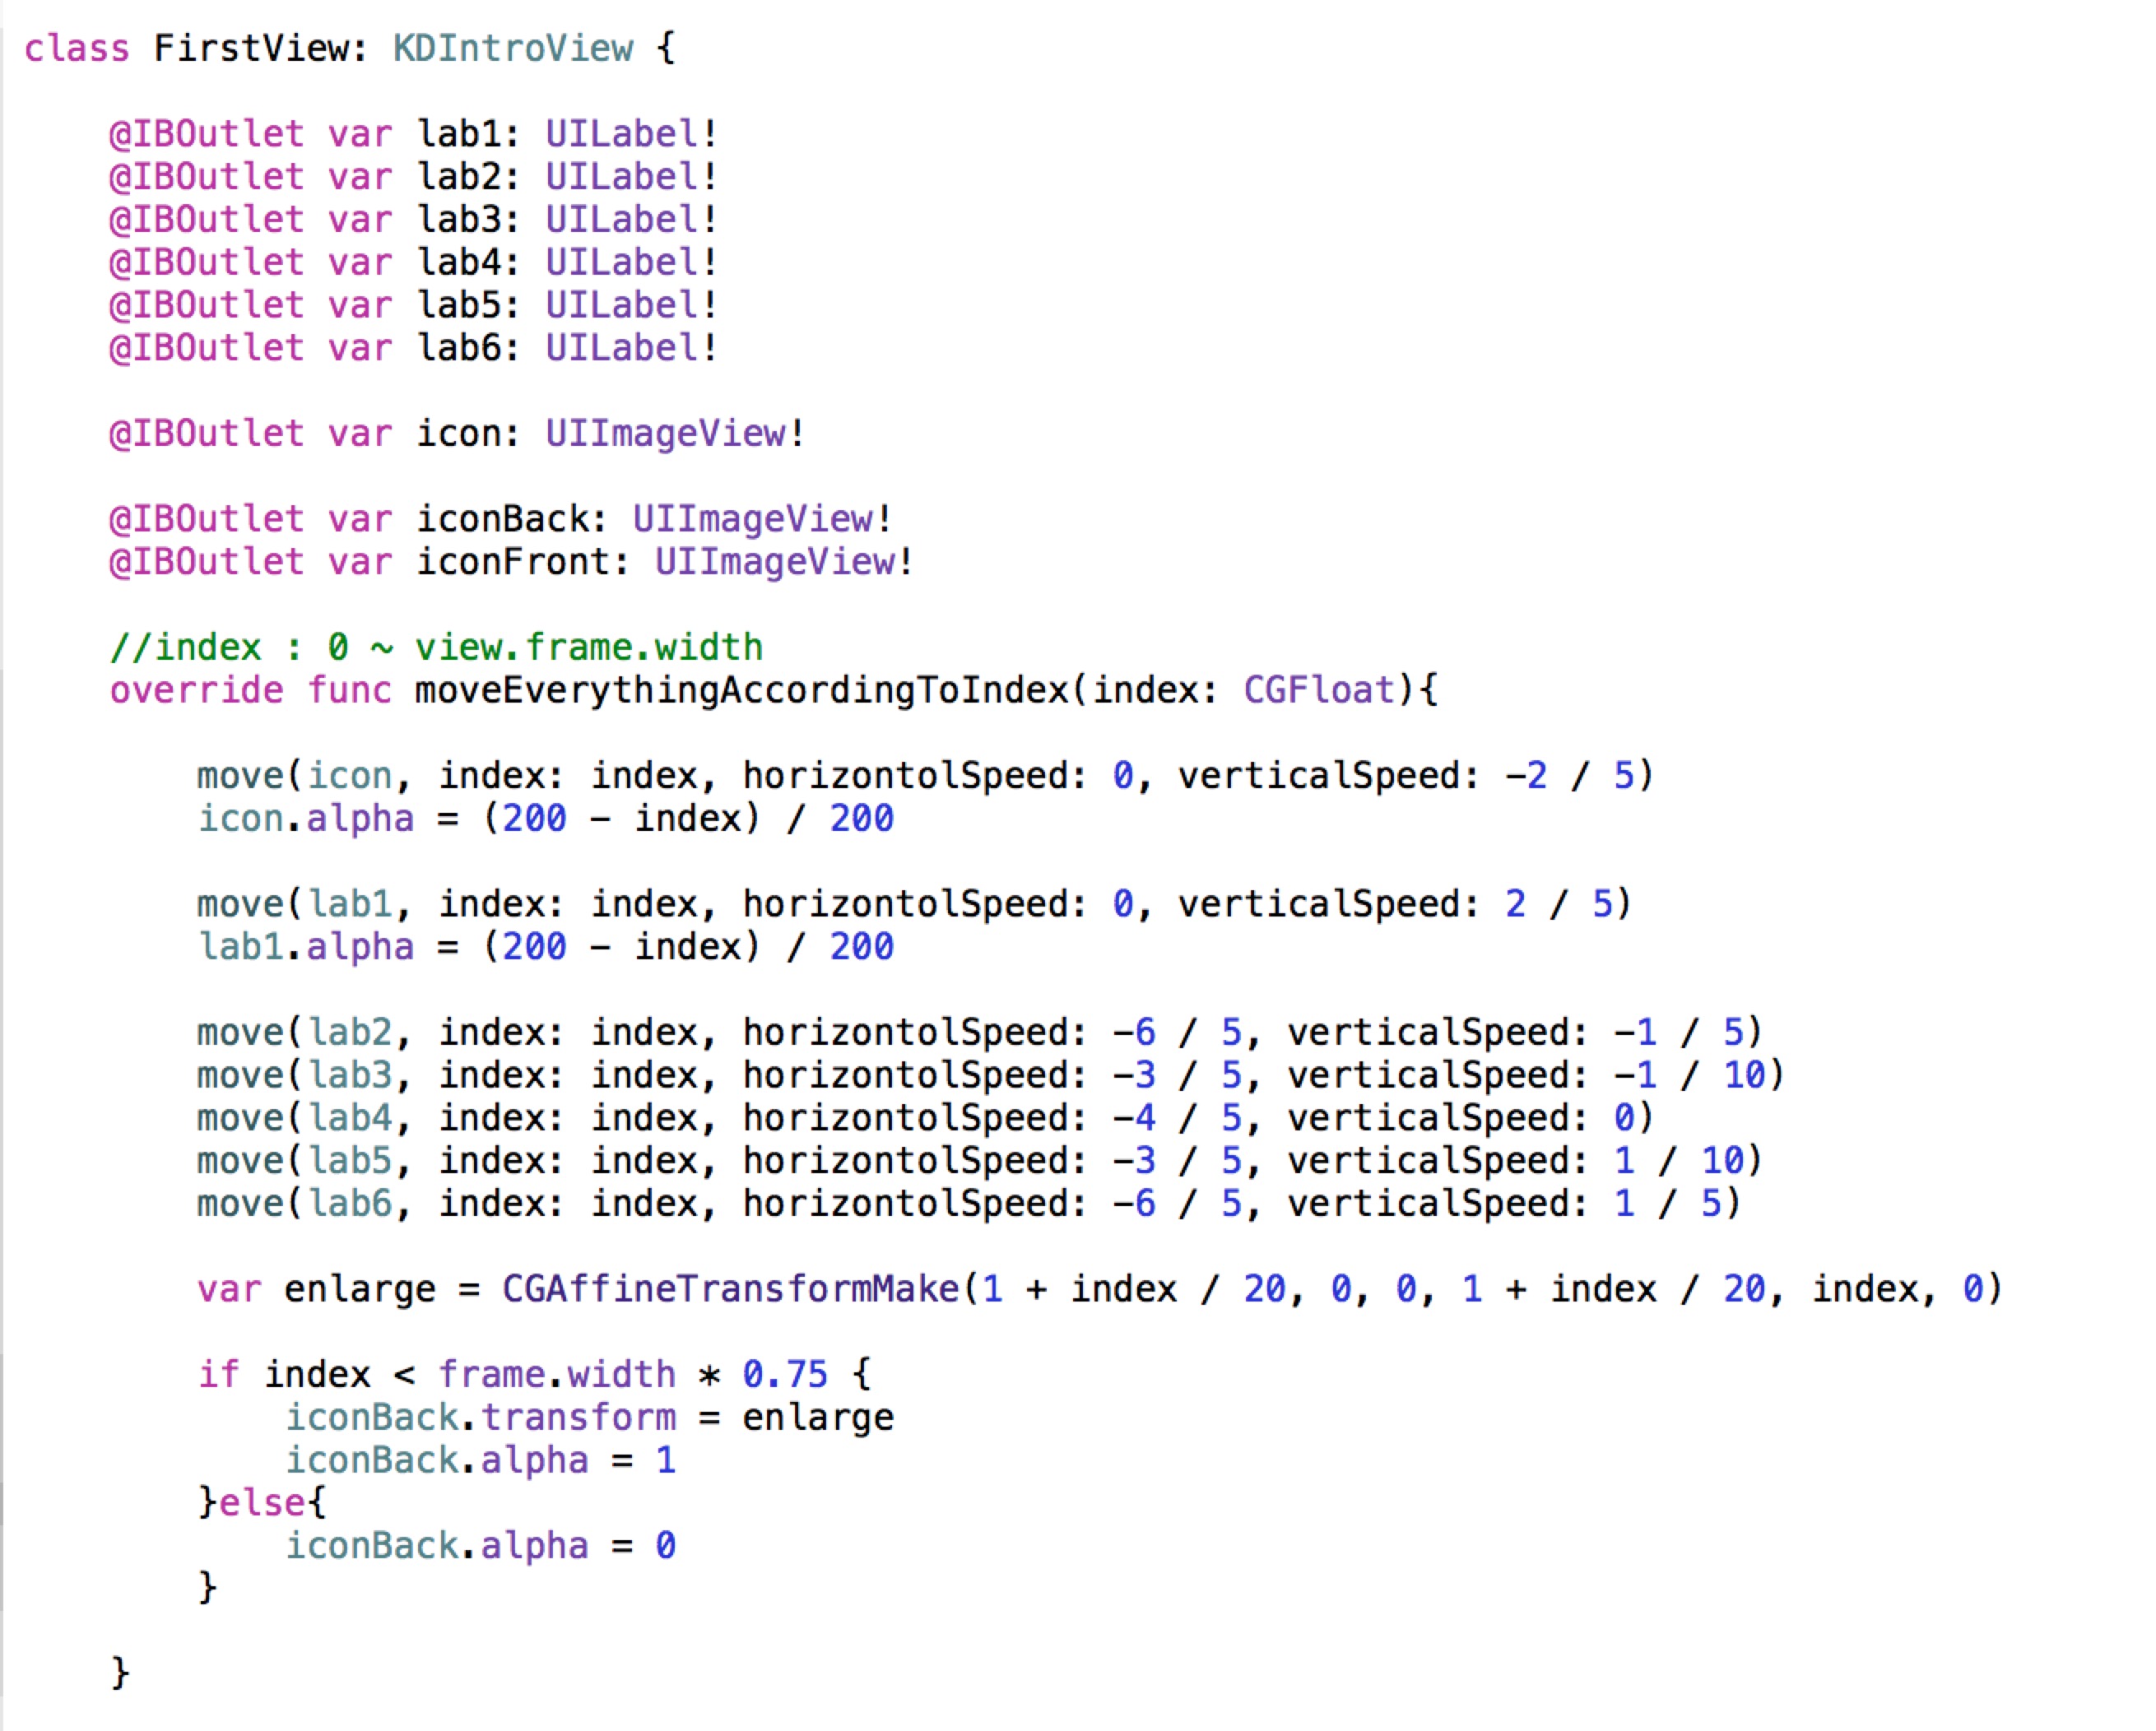 class FirstView: KDIntroView {
@IBOutlet var lab1: UILabel!
@IBOutlet var lab2: UILabel!
@IBOutlet var lab3: UILabel!
@IBOutlet var lab4: UILabel!
@IBOutlet var lab5: UILabel!
@IBOutlet var lab6: UILabel!
@IBOutlet var icon: UIImageView!
@IBOutlet var iconBack: UIImageView!
@IBOutlet var iconFront: UIImageView!
//index : 0 ~ view.frame.width
override func moveEverythingAccordingToIndex(index: CGFloat){
move(icon, index: index, horizontolSpeed: 0, verticalSpeed: -2 / 5)
icon.alpha = (200 - index) / 200
move(lab1, index: index, horizontolSpeed: 0, verticalSpeed: 2 / 5)
lab1.alpha = (200 - index) / 200
move(lab2, index: index, horizontolSpeed: -6 / 5, verticalSpeed: -1 / 5)
move(lab3, index: index, horizontolSpeed: -3 / 5, verticalSpeed: -1 / 10)
move(lab4, index: index, horizontolSpeed: -4 / 5, verticalSpeed: 0)
move(lab5, index: index, horizontolSpeed: -3 / 5, verticalSpeed: 1 / 10)
move(lab6, index: index, horizontolSpeed: -6 / 5, verticalSpeed: 1 / 5)
var enlarge = CGAffineTransformMake(1 + index / 20, 0, 0, 1 + index / 20, index, 0)
if index < frame.width * 0.75 {
iconBack.transform = enlarge
iconBack.alpha = 1
}else{
iconBack.alpha = 0
}
}